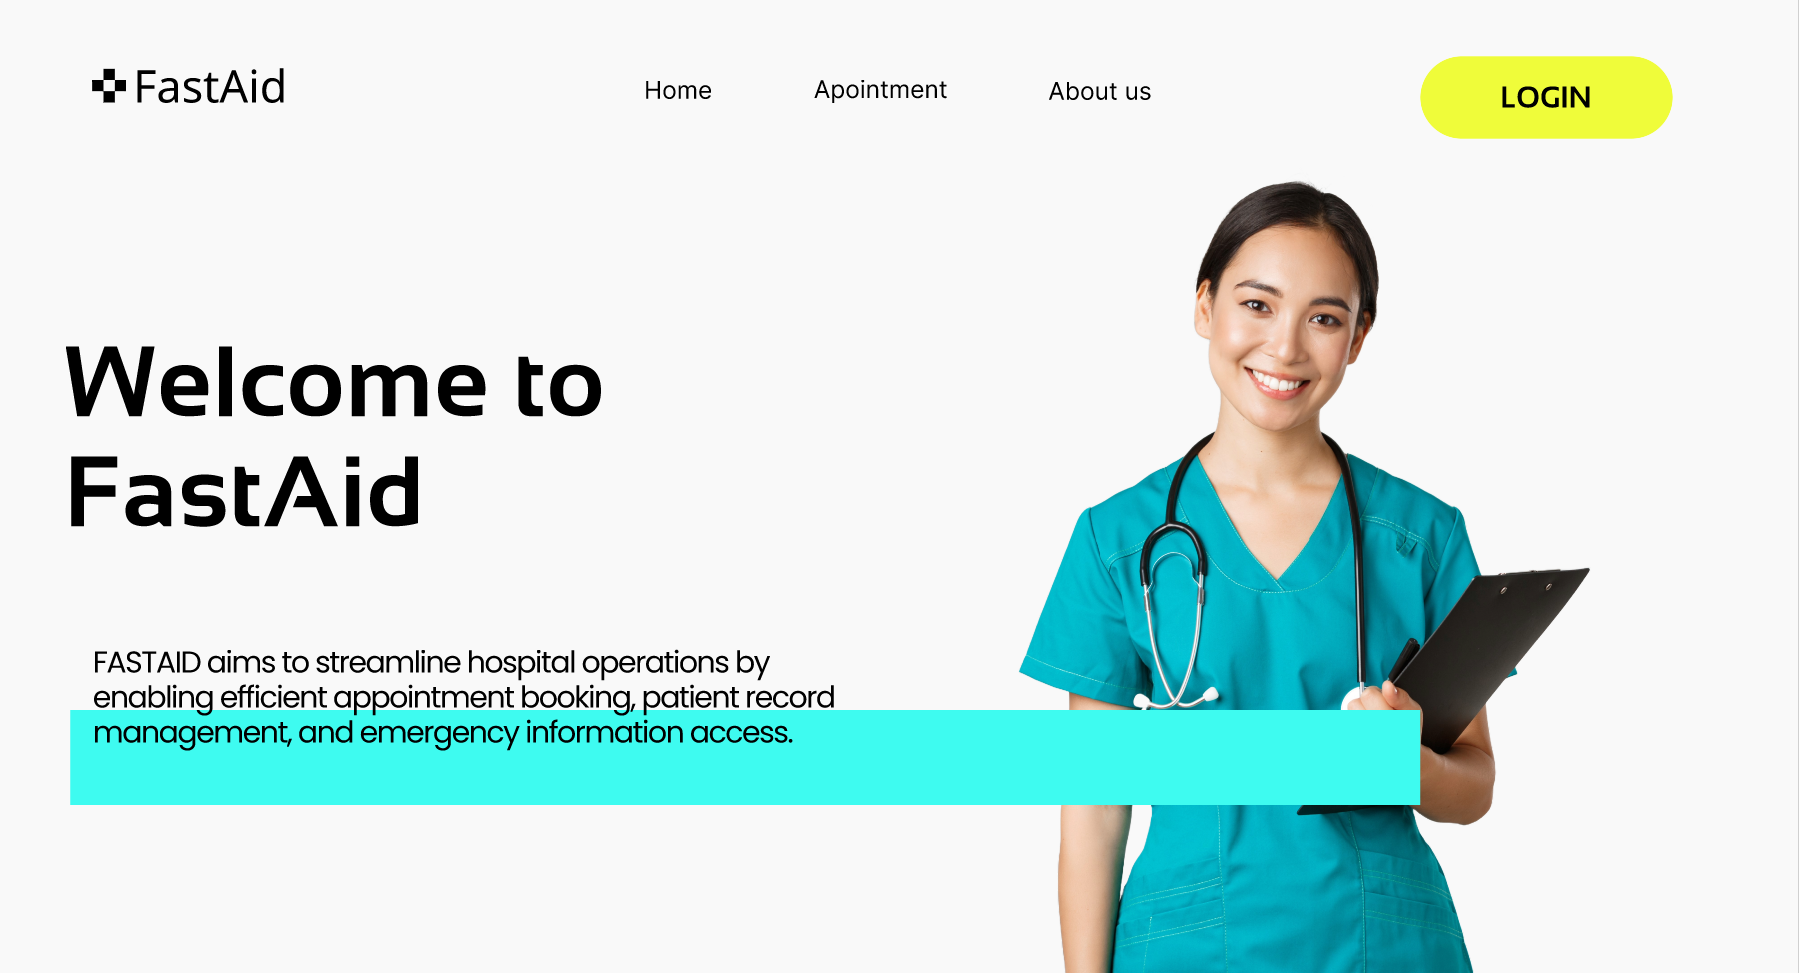 FastAid
Home
Apointment
About us
LOGIN
Welcome to
FastAid
FASTAID aims to streamline hospital operations by
enabling efficient appointment booking, patient record
management, and emergency information access.